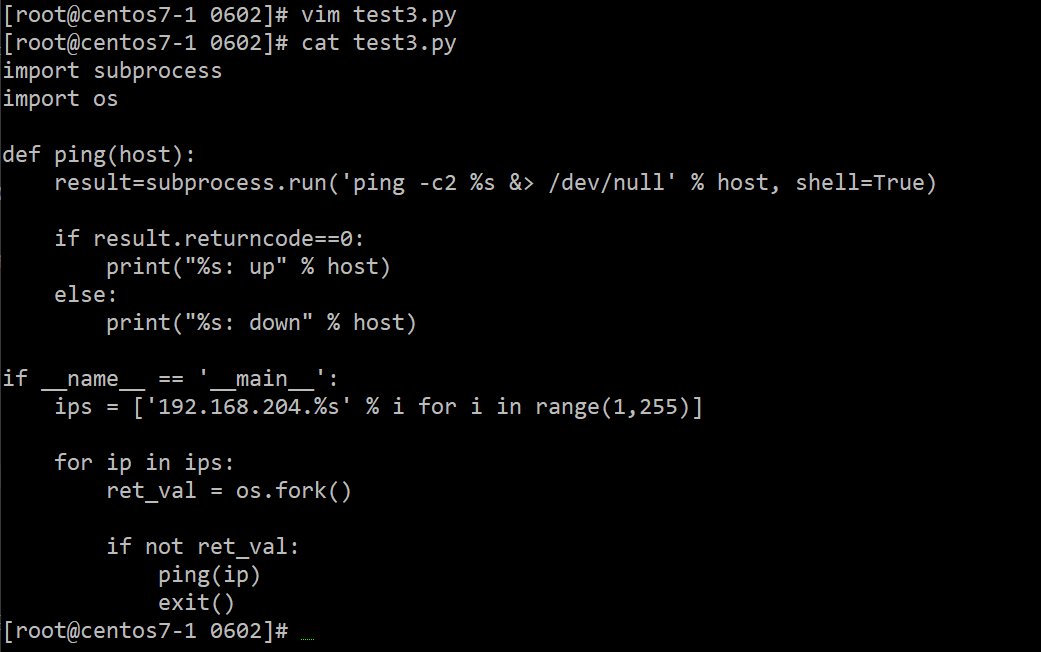 [root@centos7-1 0602]# vim test3.py
[root@centos7-1 0602]# cat test3.py
import subprocess
import os

def ping(host):
    result=subprocess.run('ping -c2 %s &> /dev/null' % host, shell=True)

    if result.returncode==0:
        print("%s: up" % host)
    else:
        print("%s: down" % host)

if __name__ == '__main__':
    ips = ['192.168.204.%s' % i for i in range(1,255)]

    for ip in ips:
        ret_val = os.fork()

        if not ret_val:
            ping(ip)
            exit()
[root@centos7-1 0602]#